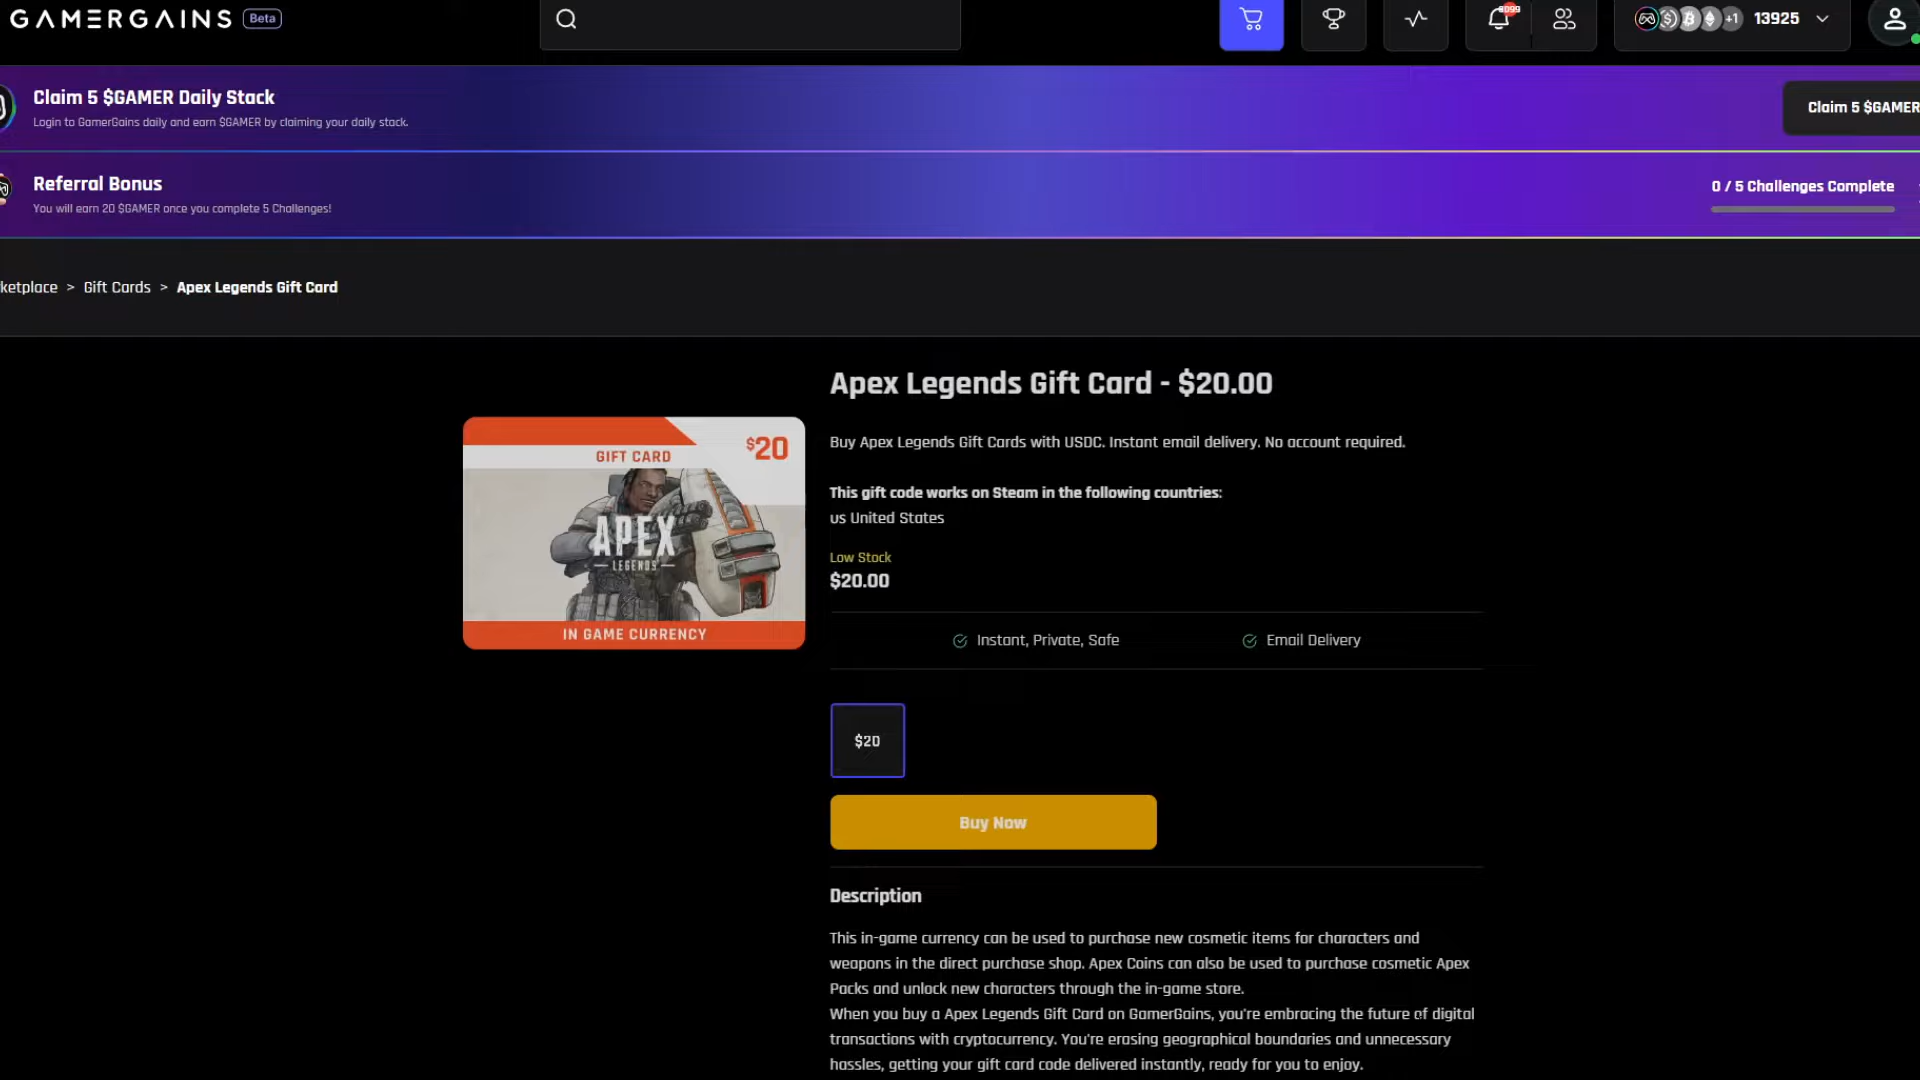 GAMERGAINS Beta
+1 13925
Claim 5 $GAMER Daily Stack
Login to GamerGains daily and earn $GAMER by claiming your daily stack.
Claim 5 $GAMER
Referral Bonus
You will earn 20 $GAMER once you complete 5 Challenges!
0 / 5 Challenges Complete
ketplace > Gift Cards > Apex Legends Gift Card
Apex Legends Gift Card - $20.00
$20
GIFT CARD
APEX
LEGENDS
IN GAME CURRENCY
Buy Apex Legends Gift Cards with USDC. Instant email delivery. No account required.
This gift code works on Steam in the following countries:
us United States
Low Stock
$20.00
Instant, Private, Safe
Email Delivery
$20
Buy Now
Description
This in-game currency can be used to purchase new cosmetic items for characters and
weapons in the direct purchase shop. Apex Coins can also be used to purchase cosmetic Apex
Packs and unlock new characters through the in-game store.
When you buy a Apex Legends Gift Card on GamerGains, you're embracing the future of digital
transactions with cryptocurrency. You're erasing geographical boundaries and unnecessary
hassles, getting your gift card code delivered instantly, ready for you to enjoy.